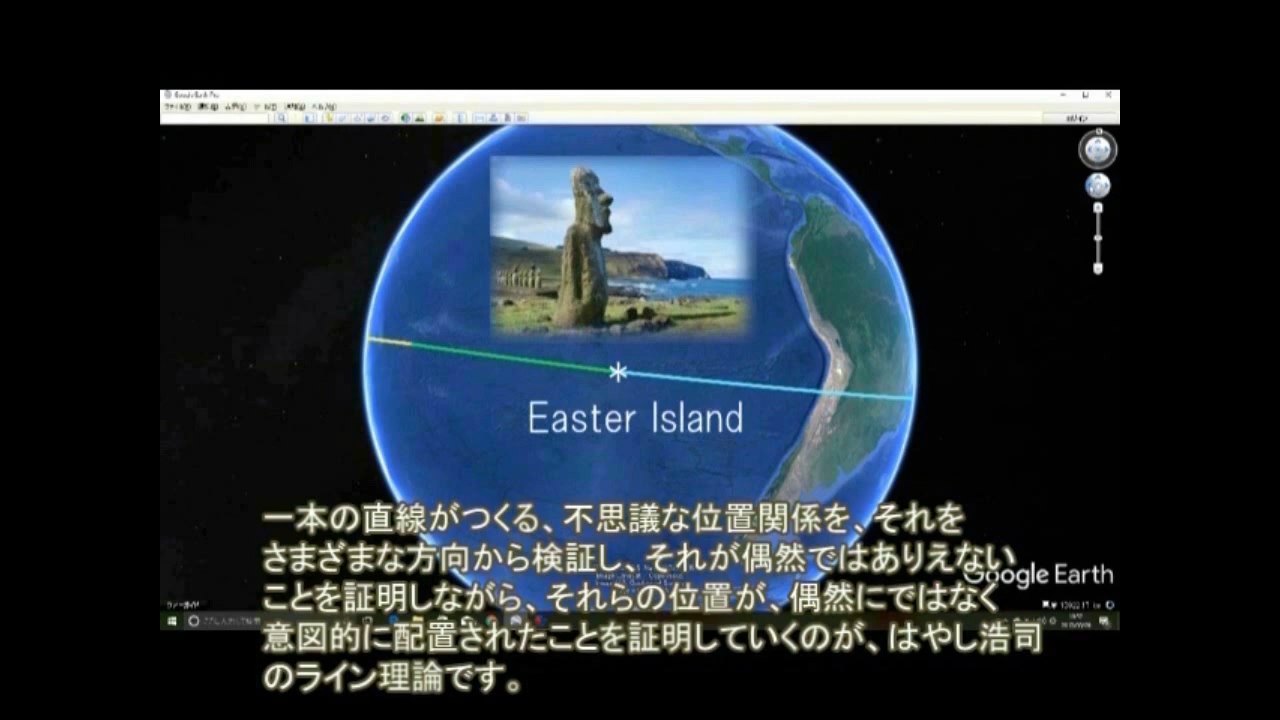 Google Earth Pro
Easter Island
一本の直線がつくる、不思議な位置関係を、それを
さまざまな方向から検証し、それが偶然ではありえない
Google Earth
ことを証明しながら、それらの位置が、偶然にではなく
意図的に配置されたことを証明していくのが、はやし浩司
のライン理論です。